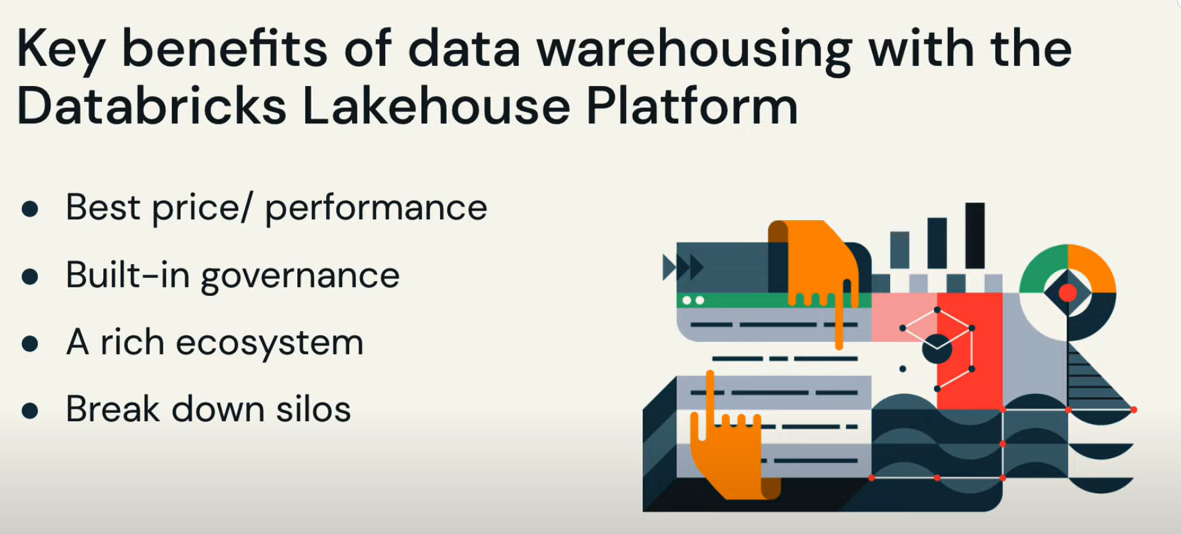 Key benefits of data warehousing with the
Databricks Lakehouse Platform
● Best price/ performance
● Built-in governance
● A rich ecosystem
● Break down silos